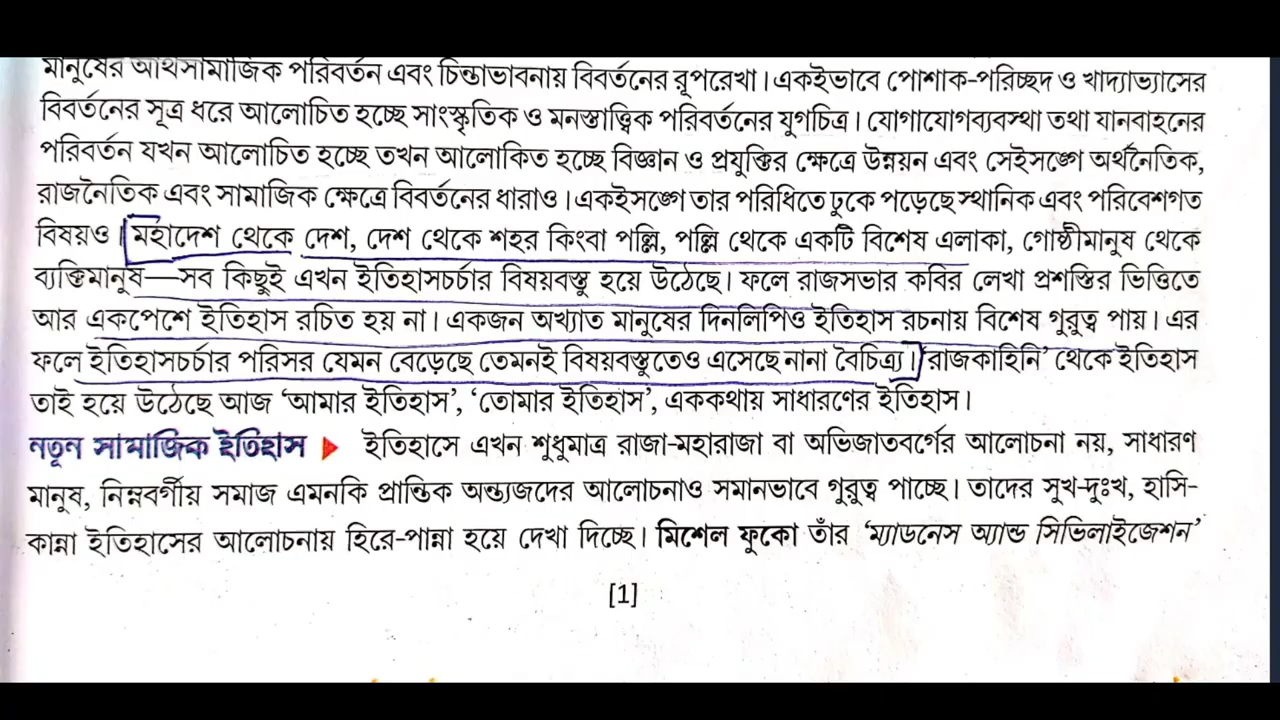 মানুষের আর্থসামাজিক পরিবর্তন এবং চিন্তাভাবনায় বিবর্তনের রূপরেখা। একইভাবে পোশাক-পরিচ্ছদ ও খাদ্যাভ্যাসের
বিবর্তনের সূত্র ধরে আলোচিত হচ্ছে সাংস্কৃতিক ও মনস্তাত্ত্বিক পরিবর্তনের যুগচিত্র। যোগাযোগব্যবস্থা তথা যানবাহনের
পরিবর্তন যখন আলোচিত হচ্ছে তখন আলোকিত হচ্ছে বিজ্ঞান ও প্রযুক্তির ক্ষেত্রে উন্নয়ন এবং সেইসঙ্গে অর্থনৈতিক,
রাজনৈতিক এবং সামাজিক ক্ষেত্রে বিবর্তনের ধারাও। একইসঙ্গে তার পরিধিতে ঢুকে পড়েছে স্থানিক এবং পরিবেশগত
বিষয়ও। মহাদেশ থেকে দেশ, দেশ থেকে শহর কিংবা পল্লি, পল্লি থেকে একটি বিশেষ এলাকা, গোষ্ঠীমানুষ থেকে
ব্যক্তিমানুষ—সব কিছুই এখন ইতিহাসচর্চার বিষয়বস্তু হয়ে উঠেছে। ফলে রাজসভার কবির লেখা প্রশস্তির ভিত্তিতে
আর একপেশে ইতিহাস রচিত হয় না। একজন অখ্যাত মানুষের দিনলিপিও ইতিহাস রচনায় বিশেষ গুরুত্ব পায়। এর
ফলে ইতিহাসচর্চার পরিসর যেমন বেড়েছে তেমনই বিষয়বস্তুতেও এসেছে নানা বৈচিত্র্য। 'রাজকাহিনি' থেকে ইতিহাস
তাই হয়ে উঠেছে আজ 'আমার ইতিহাস', 'তোমার ইতিহাস', এককথায় সাধারণের ইতিহাস।
নতুন সামাজিক ইতিহাস ▶ ইতিহাসে এখন শুধুমাত্র রাজা-মহারাজা বা অভিজাতবর্গের আলোচনা নয়, সাধারণ
মানুষ, নিম্নবর্গীয় সমাজ এমনকি প্রান্তিক অন্ত্যজদের আলোচনাও সমানভাবে গুরুত্ব পাচ্ছে। তাদের সুখ-দুঃখ, হাসি-
কান্না ইতিহাসের আলোচনায় হিরে-পান্না হয়ে দেখা দিচ্ছে। মিশেল ফুকো তাঁর 'ম্যাডনেস অ্যান্ড সিভিলাইজেশন'
[1]